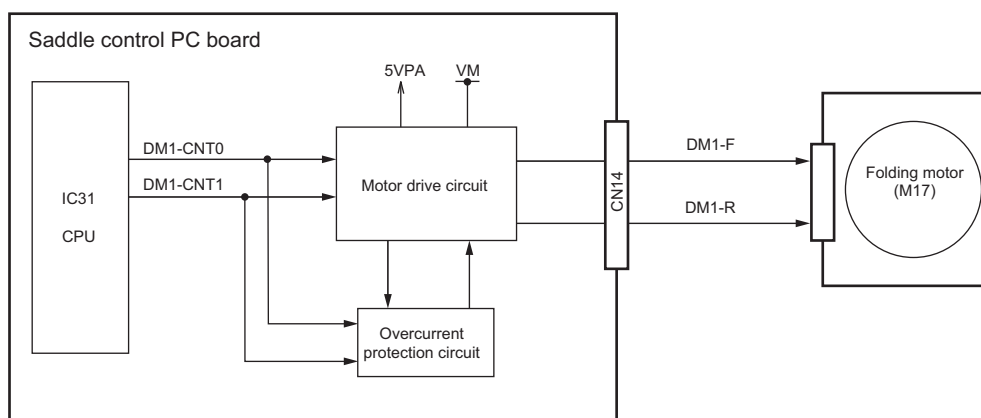 Saddle control PC board
5VPA
VM
DM1-CNT0
DM1-CNT1
IC31
CPU
Motor drive circuit
CN14
DM1-F
DM1-R
Folding motor
(M17)
Overcurrent
protection circuit